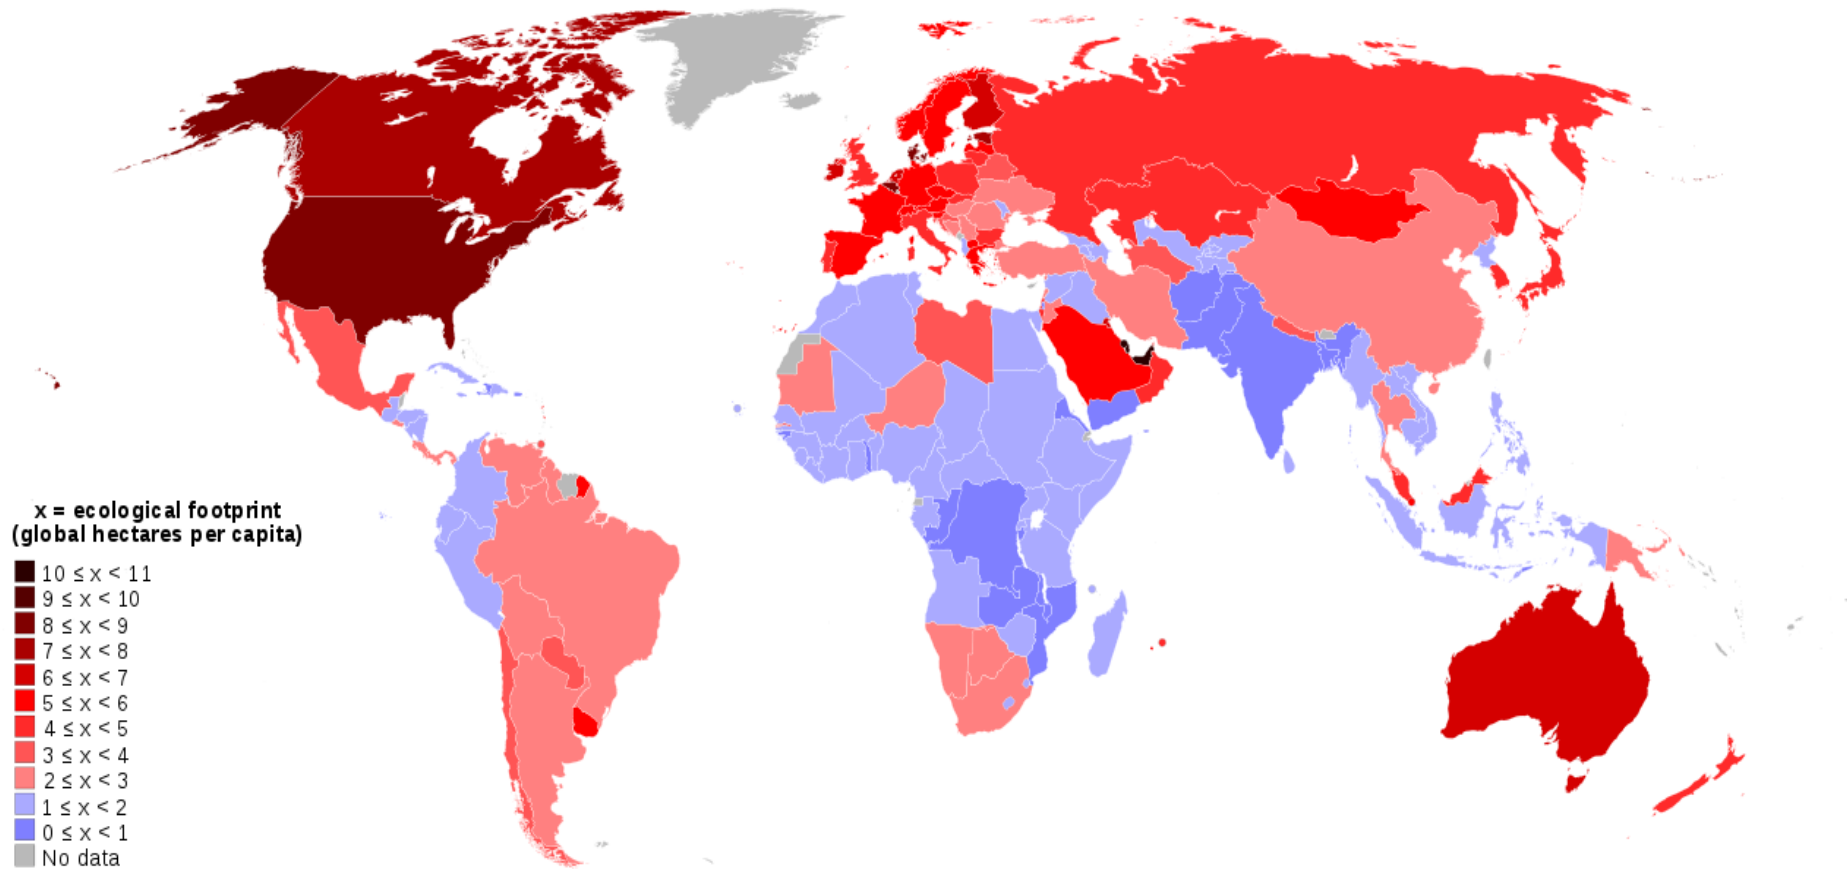 x = ecological footprint
(global hectares per capita)
10 ≤ x < 11
9 ≤ x < 10
8 ≤ x < 9
7 ≤ x < 8
6 ≤ x < 7
5 ≤ x < 6
4 ≤ x < 5
3 ≤ x < 4
2 ≤ x < 3
1 ≤ x < 2
0 ≤ x < 1
No data